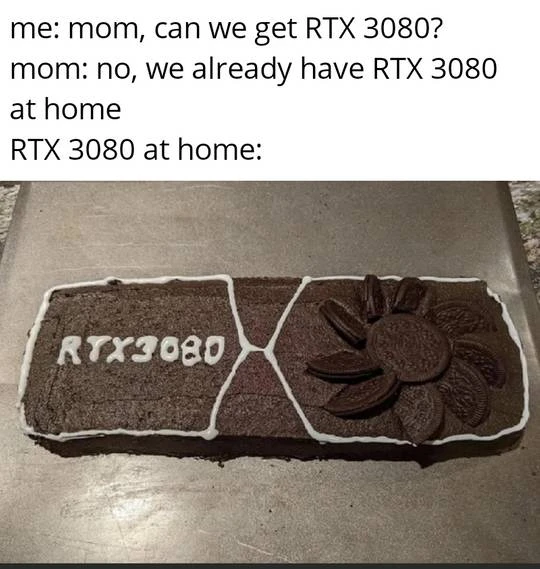 me: mom, can we get RTX 3080?
mom: no, we already have RTX 3080
at home
RTX 3080 at home:
RTX3080